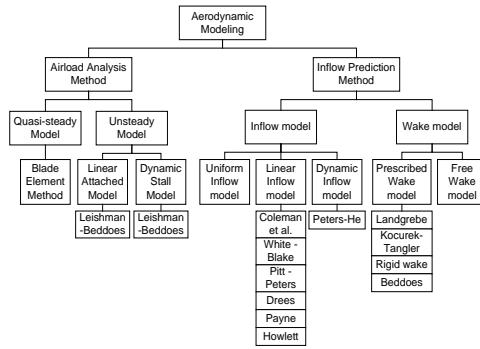 Aerodynamic
Modeling
Airload Analysis
Method
Inflow Prediction
Method
Quasi-steady
Model
Unsteady
Model
Inflow model
Wake model
Blade
Element
Method
Linear
Attached
Model
Dynamic
Stall
Model
Uniform
Inflow
model
Linear
Inflow
model
Dynamic
Inflow
model
Prescribed
Wake
model
Free
Wake
model
Leishman
-Beddoes
Leishman
-Beddoes
Coleman
et al.
White -
Blake
Pitt -
Peters
Drees
Payne
Howlett
Peters-He
Landgrebe
Kocurek-
Tangler
Rigid wake
Beddoes